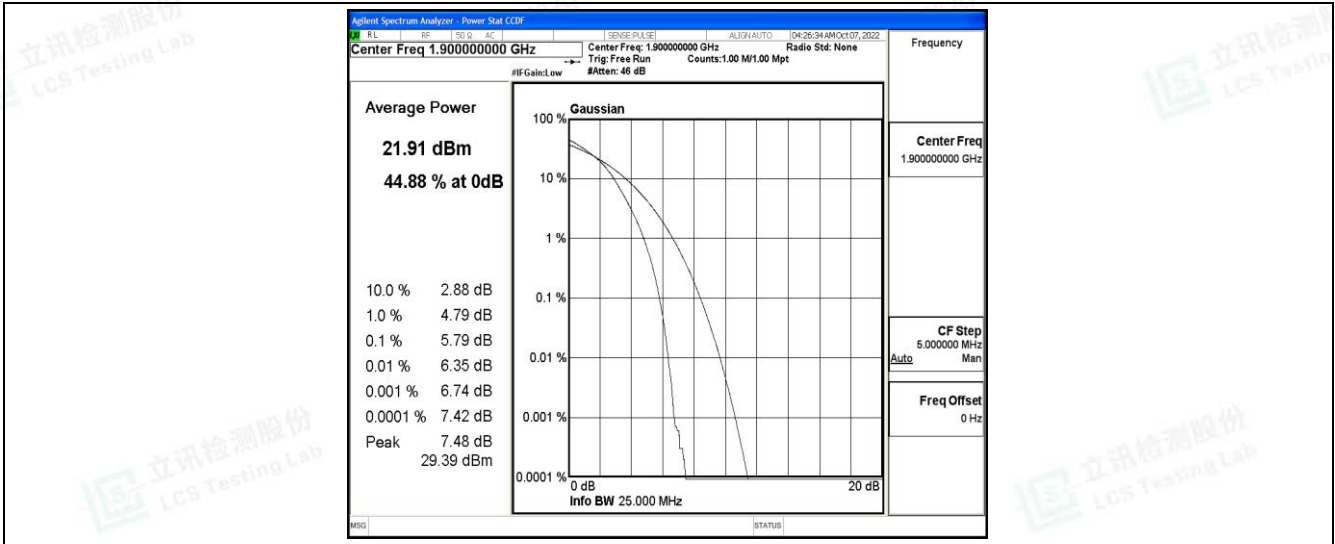 Agilent Spectrum Analyzer - Power Stat CCDF
RL RF 50 Ω AC SENSE:PULSE ALIGNAUTO 04:26:34 AM Oct 07, 2022
Center Freq 1.900000000 GHz
Center Freq: 1.900000000 GHz Radio Std: None
Trig: Free Run Counts:1.00 M/1.00 Mpt
#IFGain:Low #Atten: 46 dB
Frequency
Average Power
21.91 dBm
44.88 % at 0dB
10.0 % 2.88 dB
1.0 % 4.79 dB
0.1 % 5.79 dB
0.01 % 6.35 dB
0.001 % 6.74 dB
0.0001 % 7.42 dB
Peak 7.48 dB
29.39 dBm
Gaussian
100 %
10 %
1 %
0.1 %
0.01 %
0.001 %
0.0001 %
0 dB 20 dB
Info BW 25.000 MHz
Center Freq
1.900000000 GHz
CF Step
5.000000 MHz
Auto Man
Freq Offset
0 Hz
MSG STATUS
立讯检测股份
LCS Testing Lab
立讯检测股份
LCS Testing Lab
立讯检测股份
LCS Testing Lab
立讯检测股份
LCS Testing Lab